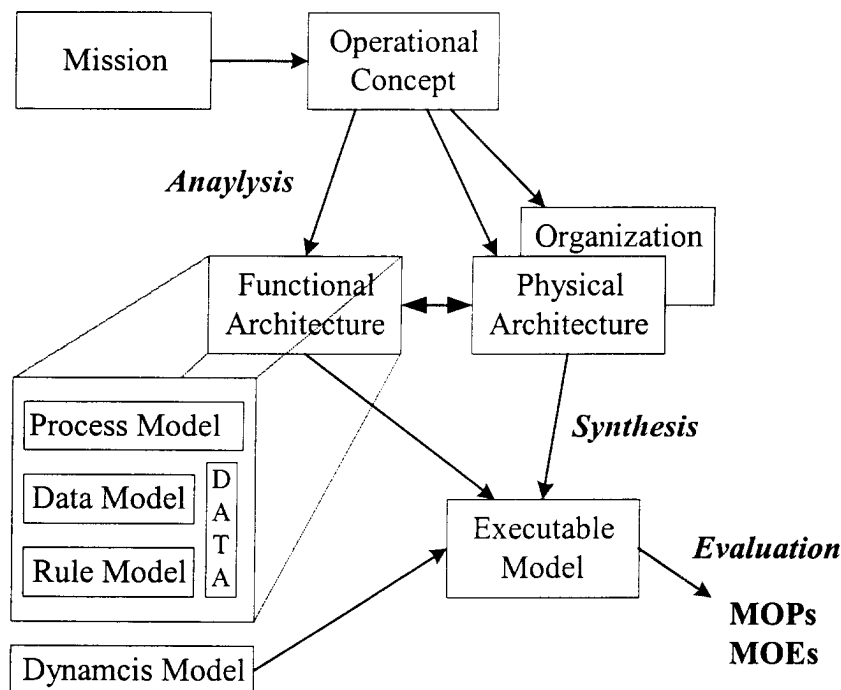 Mission
Operational
Concept
Anaylysis
Organization
Functional
Architecture
Physical
Architecture
Process Model
Data Model
Rule Model
DATA
Synthesis
Executable
Model
Evaluation
MOPs
MOEs
Dynamcis Model